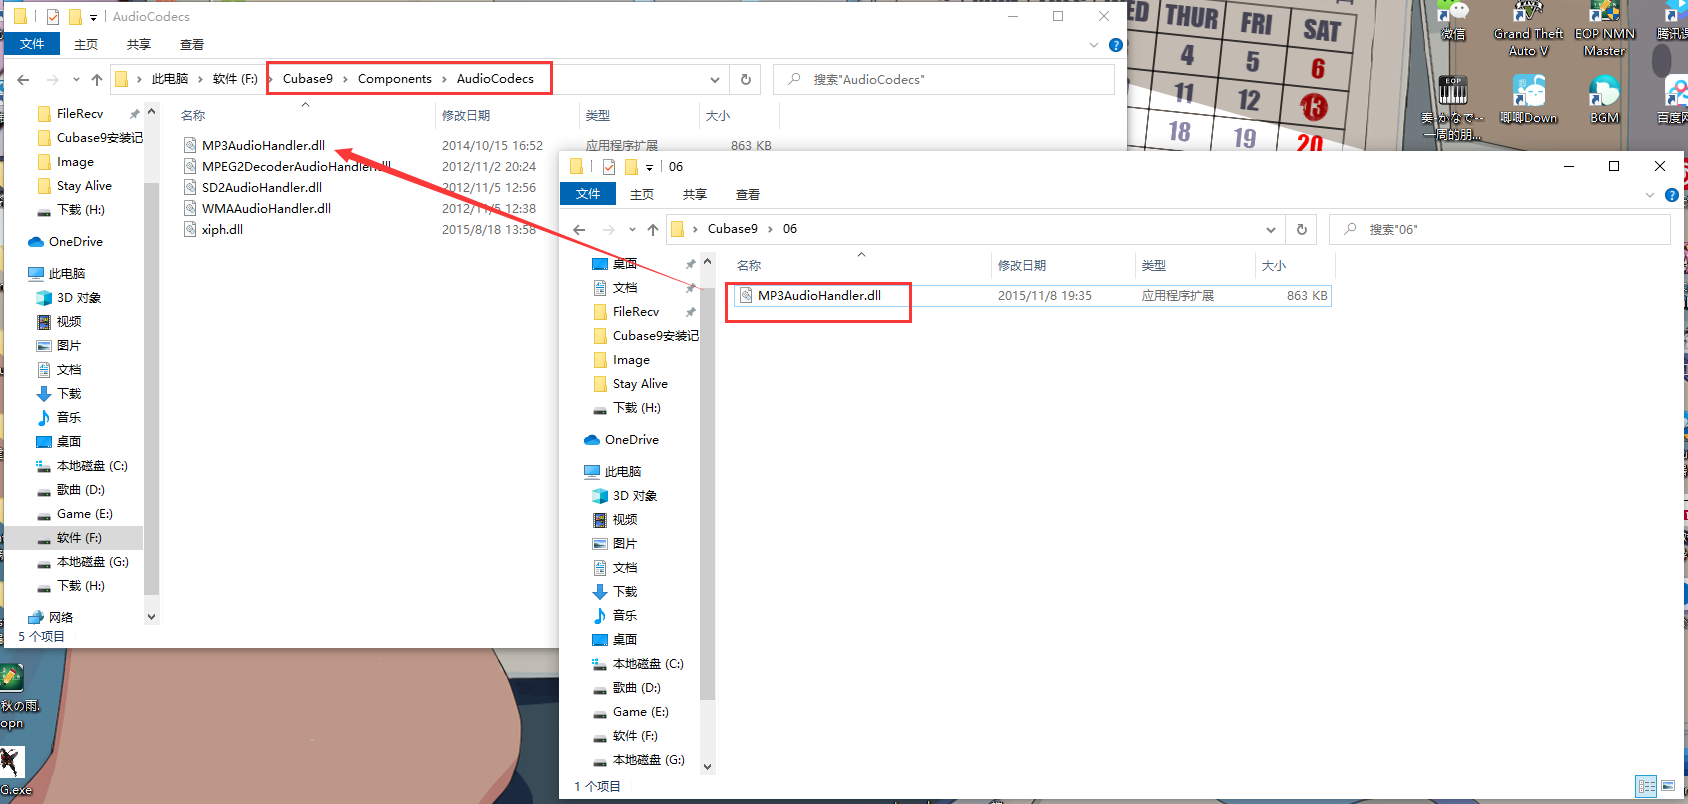 AudioCodecs
文件 主页 共享 查看
此电脑 软件 (F:) Cubase9 Components AudioCodecs
搜索"AudioCodecs"
FileRecv
Cubase9安装记
Image
Stay Alive
下载 (H:)
OneDrive
此电脑
3D 对象
视频
图片
文档
下载
音乐
桌面
本地磁盘 (C:)
歌曲 (D:)
Game (E:)
软件 (F:)
本地磁盘 (G:)
下载 (H:)
网络
5 个项目
名称 修改日期 类型 大小
MP3AudioHandler.dll 2014/10/15 16:52 应用程序扩展 863 KB
MPEG2DecoderAudioHandler.dll 2012/11/2 20:24
SD2AudioHandler.dll 2012/11/5 12:56
WMAAudioHandler.dll 2012/11/5 12:38
xiph.dll 2015/8/18 13:58
06
文件 主页 共享 查看
Cubase9 06
搜索"06"
桌面
文档
FileRecv
Cubase9安装记
Image
Stay Alive
下载 (H:)
OneDrive
此电脑
3D 对象
视频
图片
文档
下载
音乐
桌面
本地磁盘 (C:)
歌曲 (D:)
Game (E:)
软件 (F:)
本地磁盘 (G:)
1 个项目
名称 修改日期 类型 大小
MP3AudioHandler.dll 2015/11/8 19:35 应用程序扩展 863 KB
ED THUR FRI SAT
4 5 6
11 12 13
18 19 20
微信
Grand Theft
Auto V
EOP NMN
Master
腾讯课
EOP
奏-かなで--
一周的朋...
唧唧Down
BGM
百度网
秋の雨.
opn
G.exe